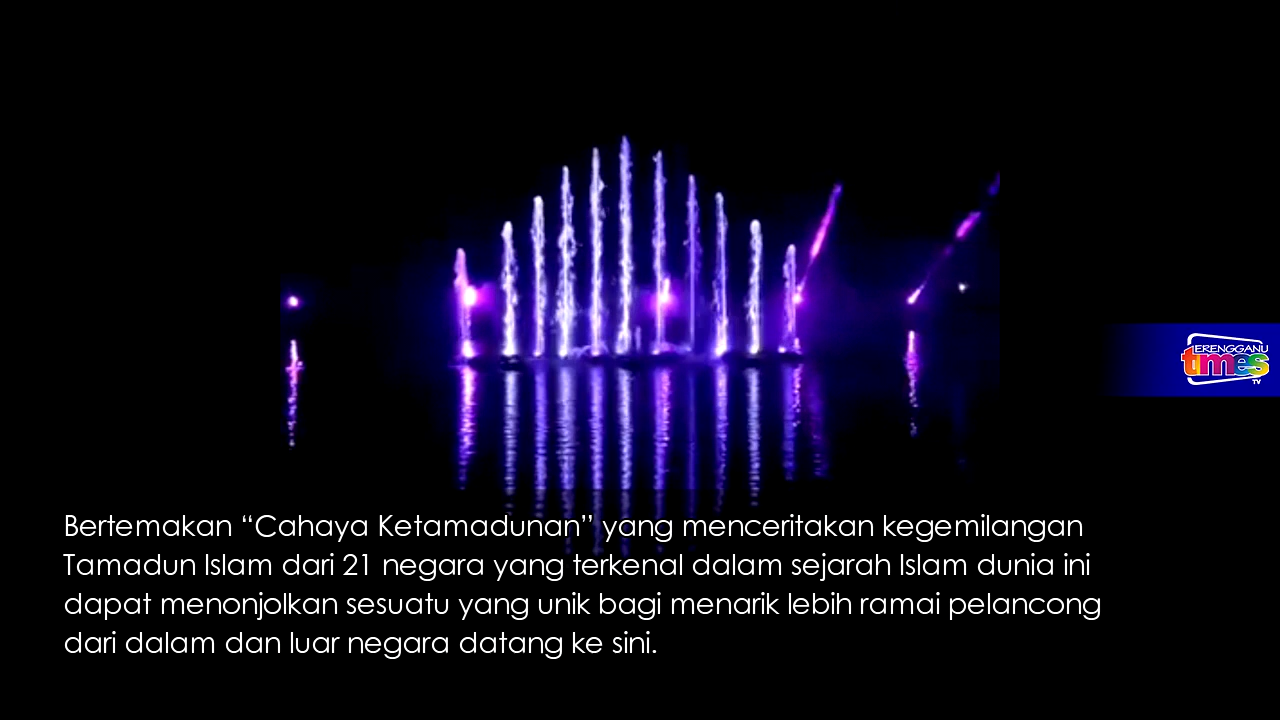 TERENGGANU
times
TV
Bertemakan “Cahaya Ketamadunan” yang menceritakan kegemilangan
Tamadun Islam dari 21 negara yang terkenal dalam sejarah Islam dunia ini
dapat menonjolkan sesuatu yang unik bagi menarik lebih ramai pelancong
dari dalam dan luar negara datang ke sini.